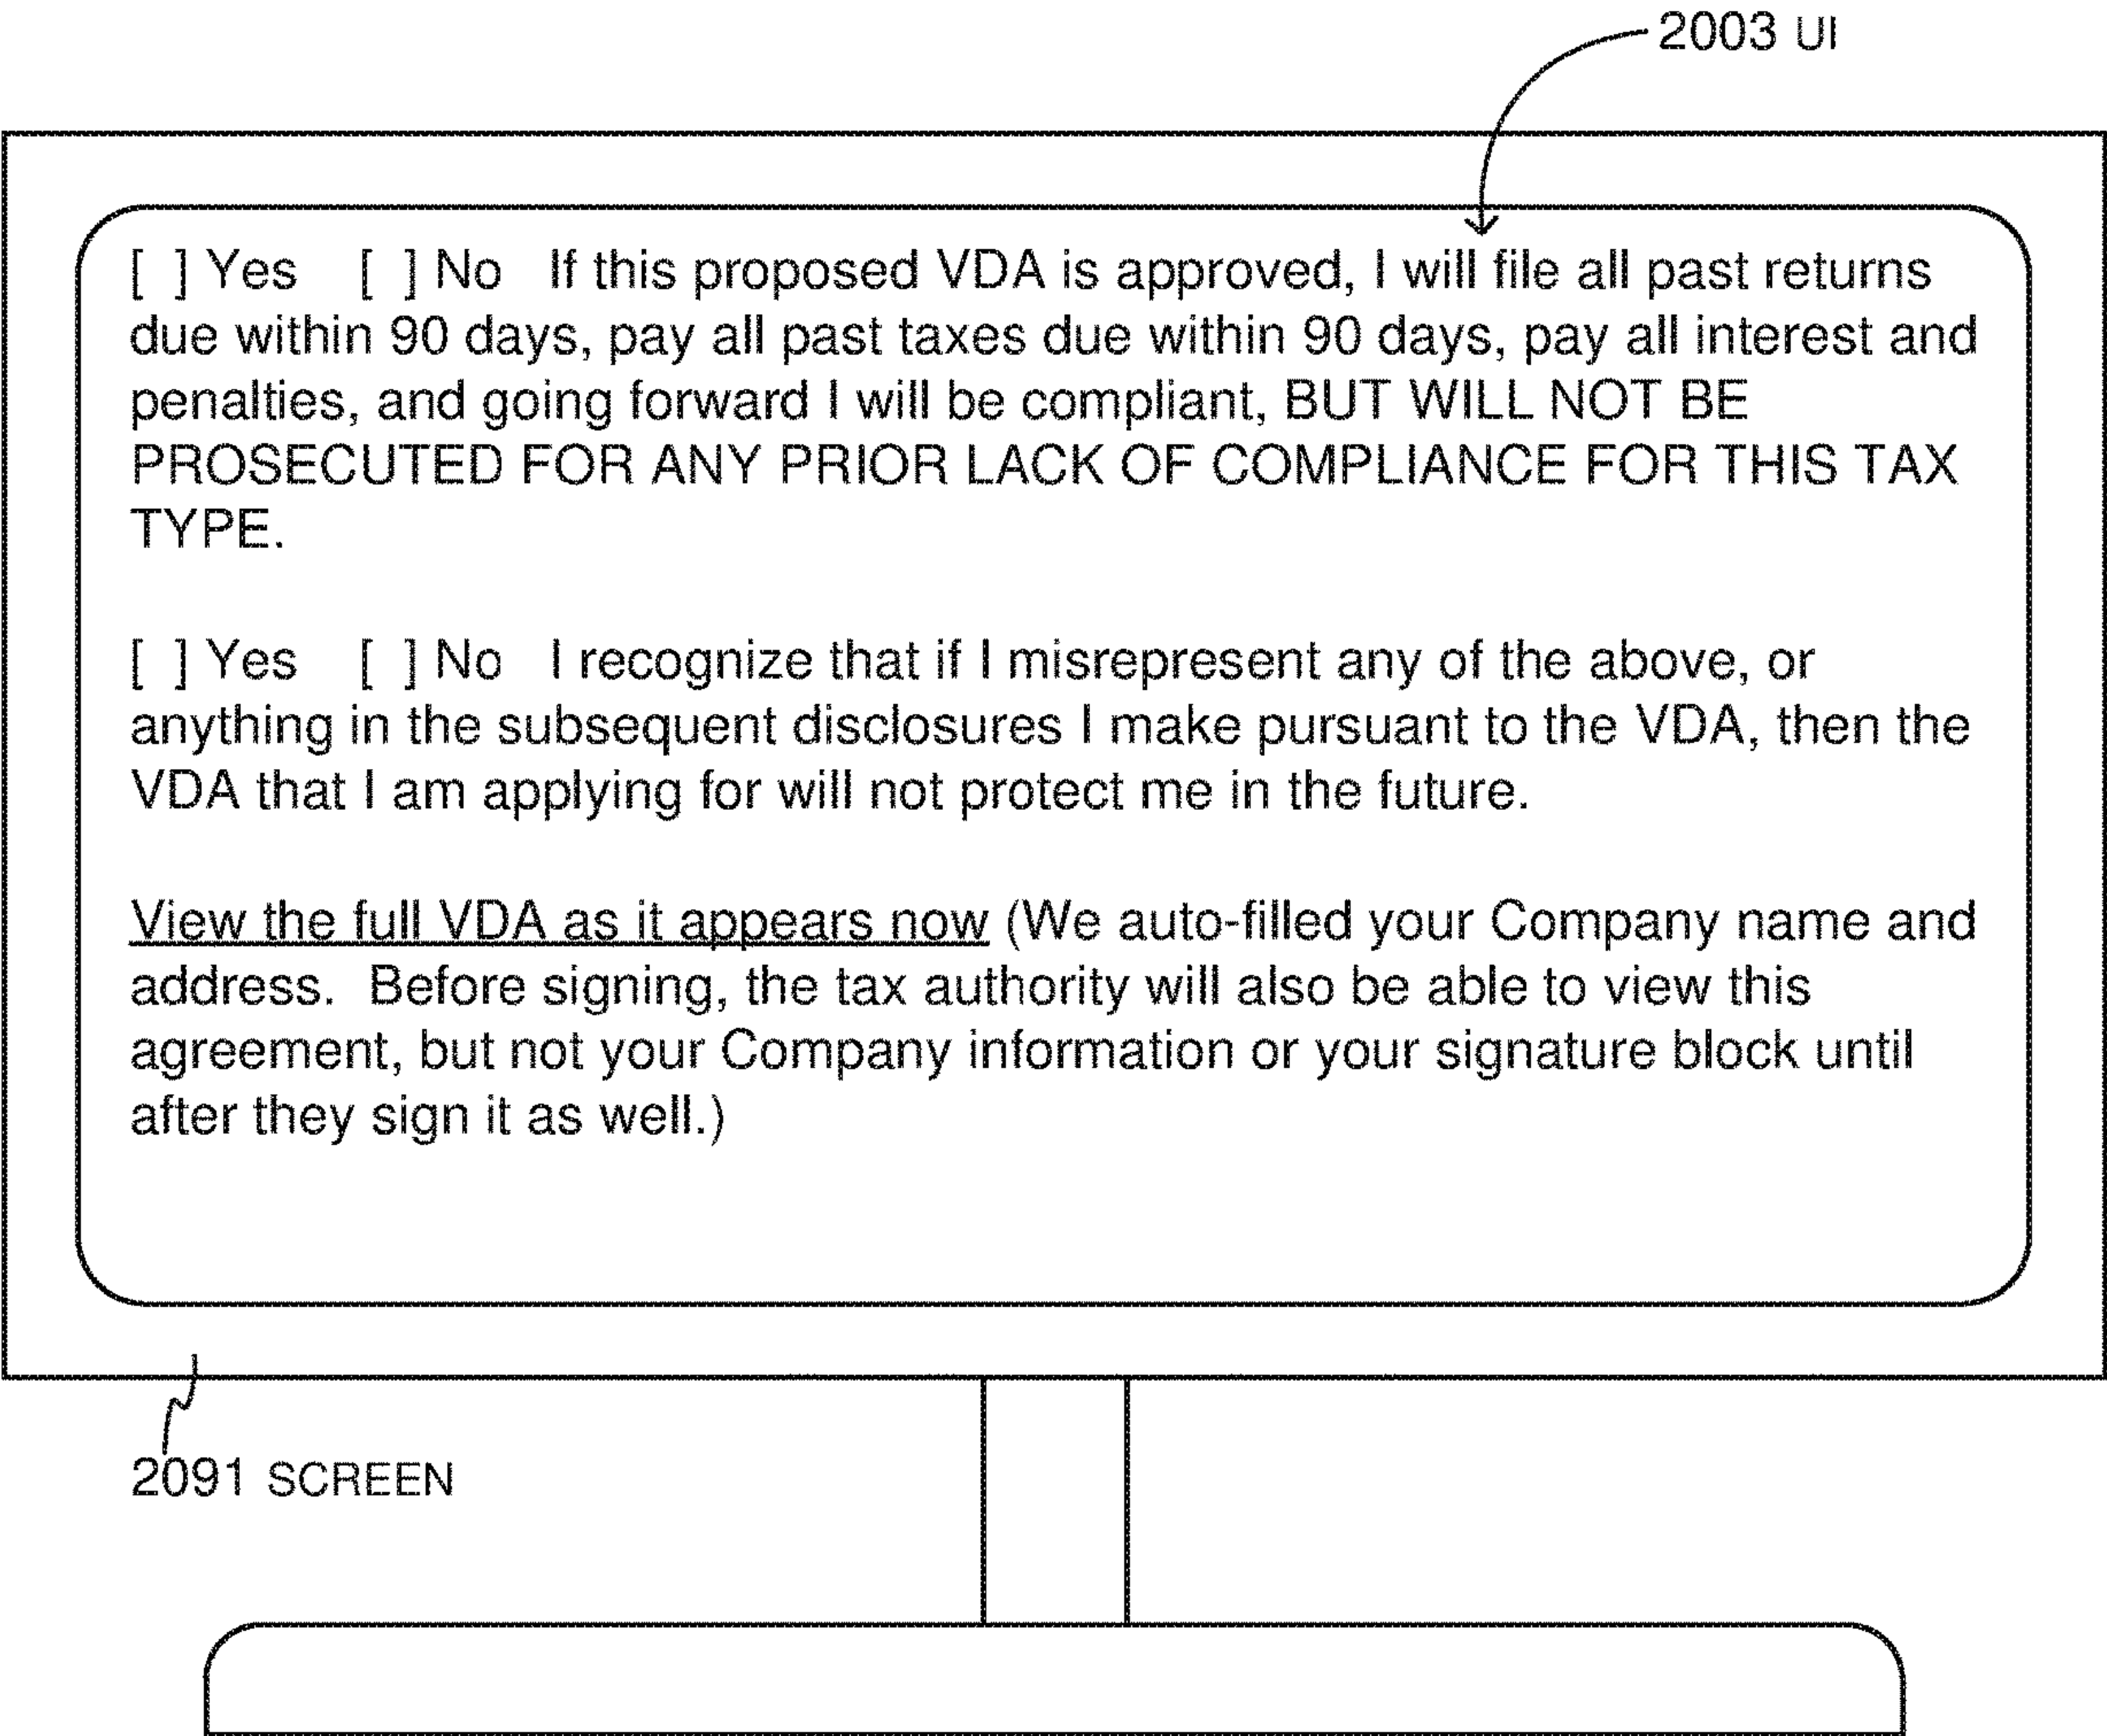 2003 UI
[ ] Yes [ ] No If this proposed VDA is approved, I will file all past returns
due within 90 days, pay all past taxes due within 90 days, pay all interest and
penalties, and going forward I will be compliant, BUT WILL NOT BE
PROSECUTED FOR ANY PRIOR LACK OF COMPLIANCE FOR THIS TAX
TYPE.
[ ] Yes [ ] No I recognize that if I misrepresent any of the above, or
anything in the subsequent disclosures I make pursuant to the VDA, then the
VDA that I am applying for will not protect me in the future.
View the full VDA as it appears now (We auto-filled your Company name and
address. Before signing, the tax authority will also be able to view this
agreement, but not your Company information or your signature block until
after they sign it as well.)
2091 SCREEN